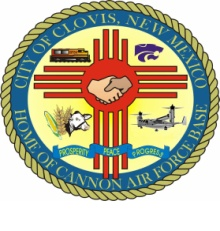 CITY OF CLOVIS, NEW MEXICO
PROSPERITY PEACE PROGRESS
HOME OF CANNON AIR FORCE BASE